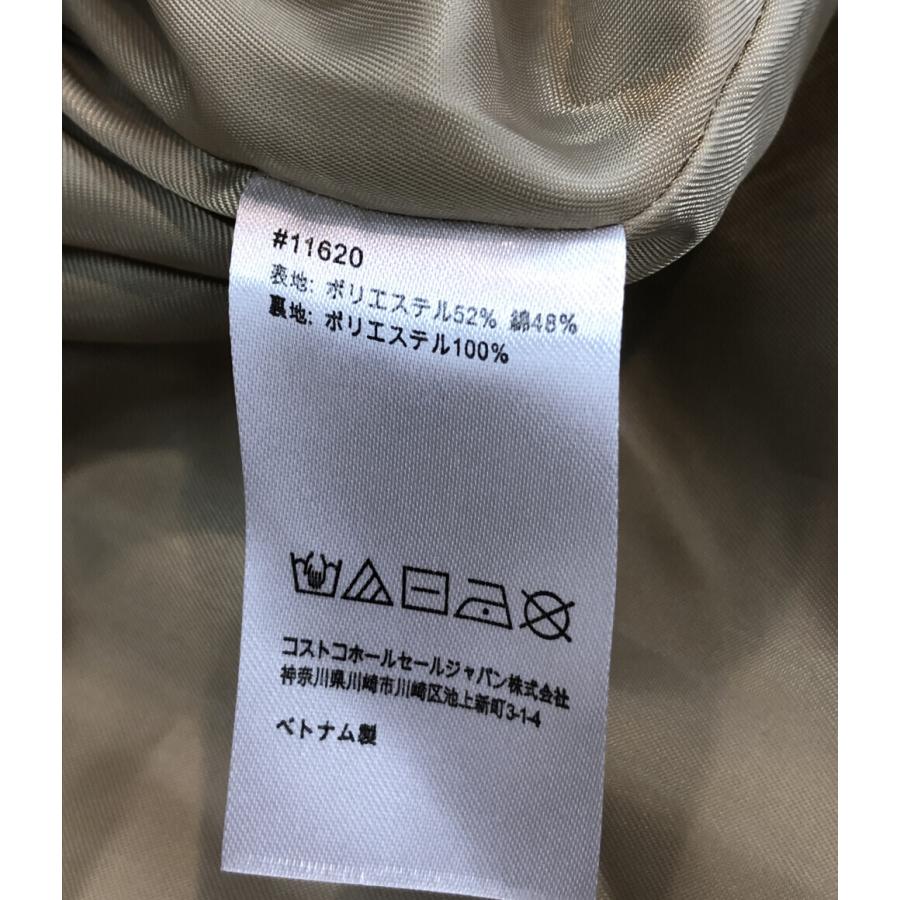 #11620
表地: ポリエステル52% 綿48%
裏地: ポリエステル100%
コストコホールセールジャパン株式会社
神奈川県川崎市川崎区池上新町3-1-4
ベトナム製